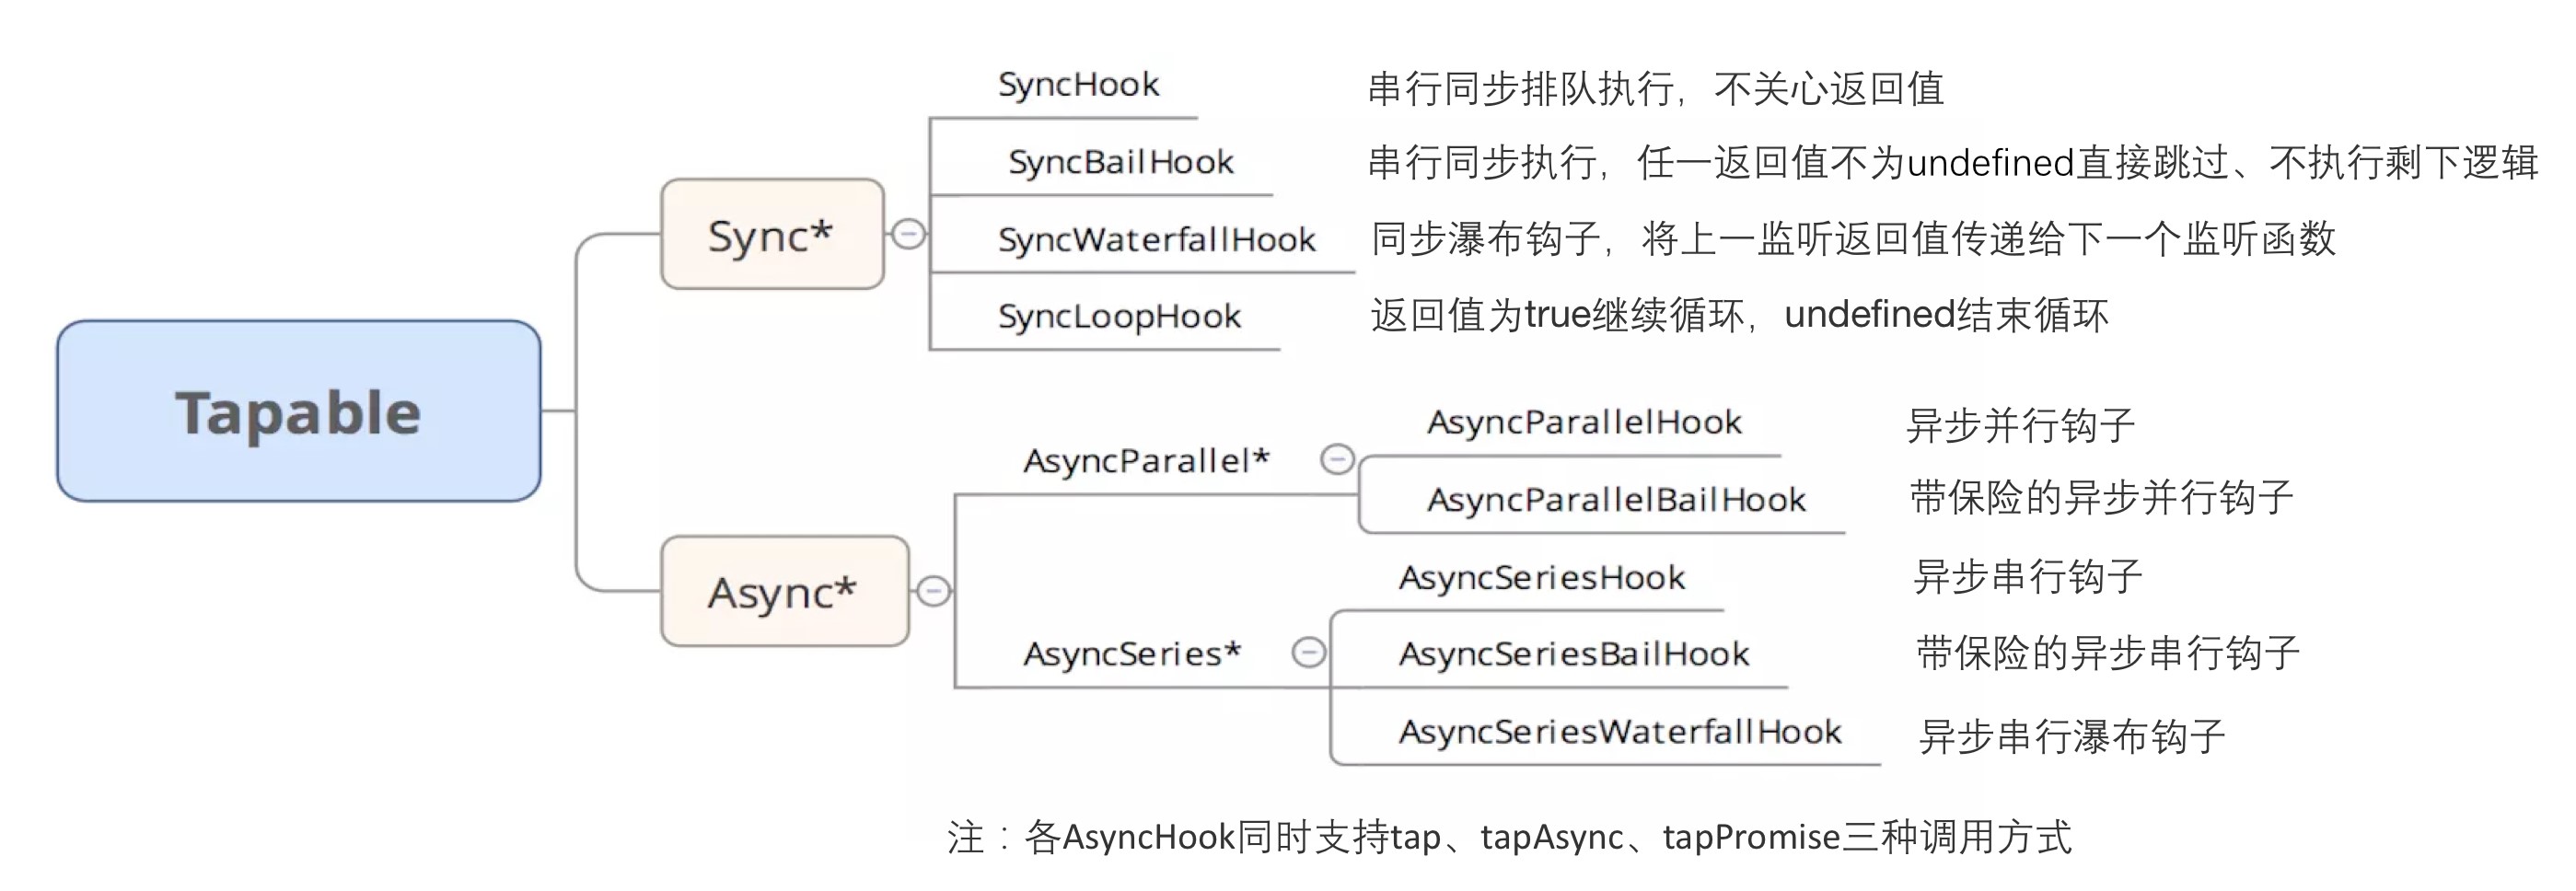 Tapable
Sync*
SyncHook 串行同步排队执行，不关心返回值
SyncBailHook 串行同步执行，任一返回值不为undefined直接跳过、不执行剩下逻辑
SyncWaterfallHook 同步瀑布钩子，将上一监听返回值传递给下一个监听函数
SyncLoopHook 返回值为true继续循环，undefined结束循环
Async*
AsyncParallel*
AsyncParallelHook 异步并行钩子
AsyncParallelBailHook 带保险的异步并行钩子
AsyncSeries*
AsyncSeriesHook 异步串行钩子
AsyncSeriesBailHook 带保险的异步串行钩子
AsyncSeriesWaterfallHook 异步串行瀑布钩子
注：各AsyncHook同时支持tap、tapAsync、tapPromise三种调用方式